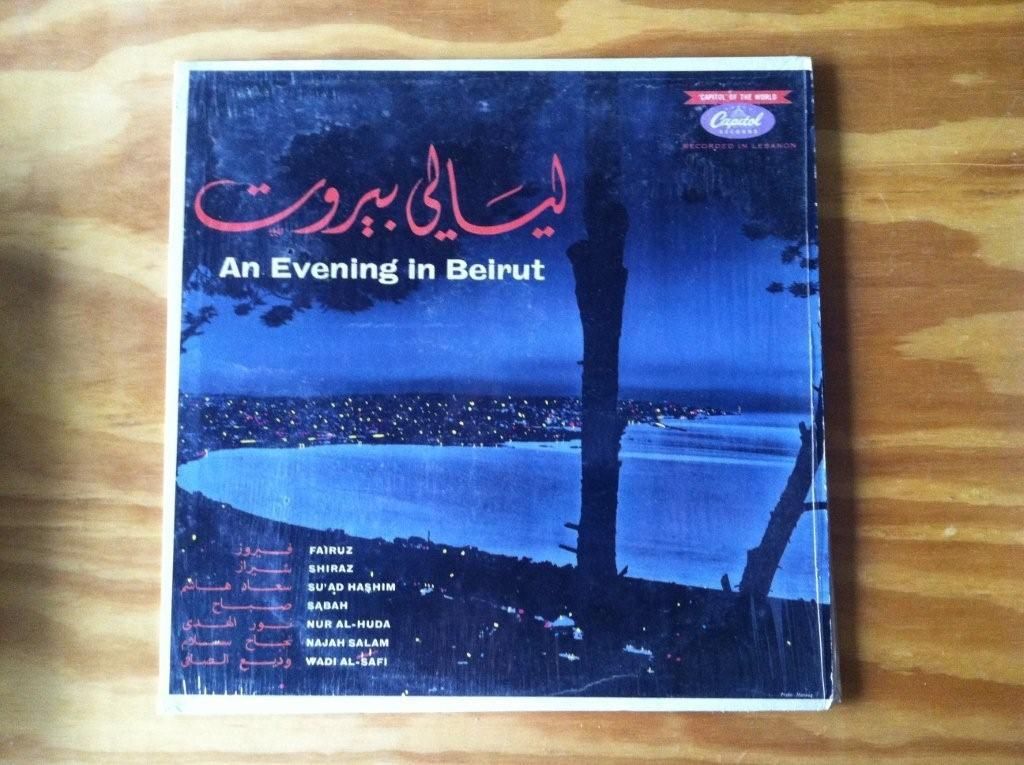 "CAPITOL" OF THE WORLD
Capitol
RECORDS
RECORDED IN LEBANON
ليالي بيروت
An Evening in Beirut
فيروز FAIRUZ
شيراز SHIRAZ
سعاد هاشم SU'AD HASHIM
صباح SABAH
نور الهدى NUR AL-HUDA
نجاح سلام NAJAH SALAM
وديع الصافي WADI AL-SAFI